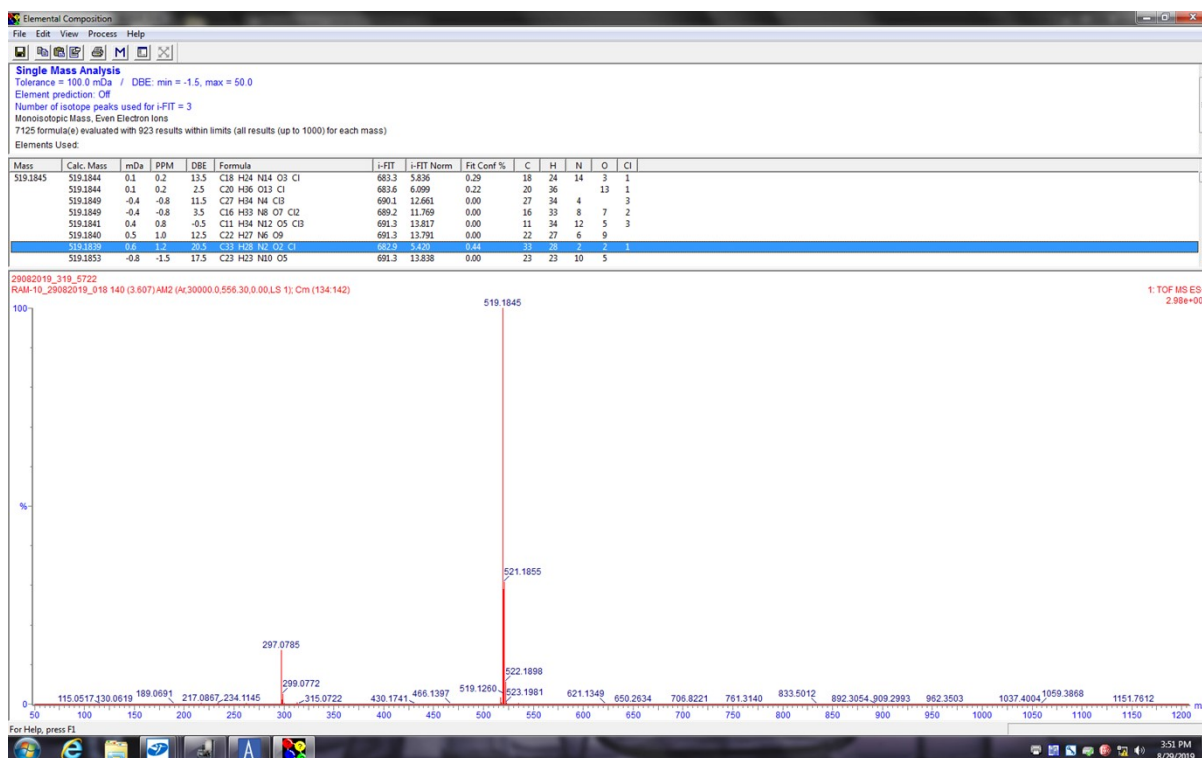 Elemental Composition
File Edit View Process Help
Single Mass Analysis
Tolerance = 100.0 mDa / DBE: min = -1.5, max = 50.0
Element prediction: Off
Number of isotope peaks used for i-FIT = 3
Monoisotopic Mass, Even Electron Ions
7125 formula(e) evaluated with 923 results within limits (all results (up to 1000) for each mass)
Elements Used:
Mass Calc. Mass mDa PPM DBE Formula i-FIT i-FIT Norm Fit Conf % C H N O Cl
519.1845 519.1844 0.1 0.2 13.5 C18 H24 N14 O3 Cl 683.3 5.836 0.29 18 24 14 3 1
519.1844 0.1 0.2 2.5 C20 H36 O13 Cl 683.6 6.099 0.22 20 36 13 1
519.1849 -0.4 -0.8 11.5 C27 H34 N4 Cl3 690.1 12.661 0.00 27 34 4 3
519.1849 -0.4 -0.8 3.5 C16 H33 N8 O7 Cl2 689.2 11.769 0.00 16 33 8 7 2
519.1841 0.4 0.8 -0.5 C11 H34 N12 O5 Cl3 691.3 13.817 0.00 11 34 12 5 3
519.1840 0.5 1.0 12.5 C22 H27 N6 O9 691.3 13.791 0.00 22 27 6 9
519.1839 0.6 1.2 20.5 C33 H28 N2 O2 Cl 682.9 5.420 0.44 33 28 2 2 1
519.1853 -0.8 -1.5 17.5 C23 H23 N10 O5 691.3 13.838 0.00 23 23 10 5
29082019_319_5722
RAM-10_29082019_018 140 (3.607) AM2 (Ar,30000.0,556.30,0.00,LS 1); Cm (134:142)
1: TOF MS ES
2.98e+00
100
519.1845
%
521.1855
297.0785
522.1898
299.0772
519.1260
523.1981
115.0517 130.0619 189.0691 217.0867 234.1145 315.0722 430.1741 466.1397 621.1349 650.2634 706.8221 761.3140 833.5012 892.3054 909.2993 962.3503 1037.4004 1059.3868 1151.7612
0
50 100 150 200 250 300 350 400 450 500 550 600 650 700 750 800 850 900 950 1000 1050 1100 1150 1200
For Help, press F1
3:51 PM
8/29/2019